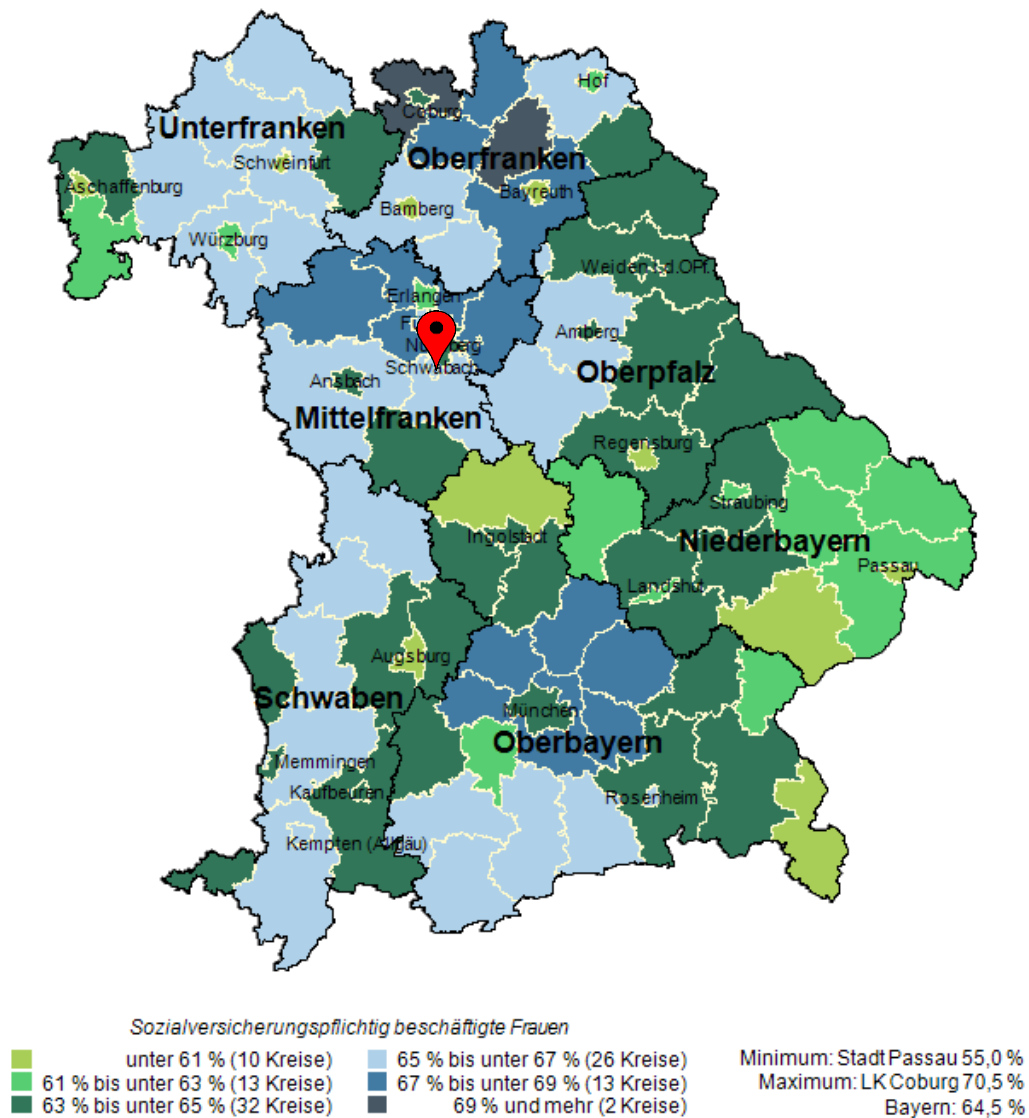 Hof
Coburg
Unterfranken
Oberfranken
Schweinfurt
Aschaffenburg
Bayreuth
Bamberg
Würzburg
Weiden i.d.OPf.
Erlangen
Amberg
Schwabach
Oberpfalz
Ansbach
Mittelfranken
Regensburg
Straubing
Ingolstadt
Niederbayern
Passau
Landshut
Augsburg
Schwaben
München
Oberbayern
Memmingen
Kaufbeuren
Rosenheim
Kempten (Allgäu)
Sozialversicherungspflichtig beschäftigte Frauen
unter 61 % (10 Kreise)
61 % bis unter 63 % (13 Kreise)
63 % bis unter 65 % (32 Kreise)
65 % bis unter 67 % (26 Kreise)
67 % bis unter 69 % (13 Kreise)
69 % und mehr (2 Kreise)
Minimum: Stadt Passau 55,0 %
Maximum: LK Coburg 70,5 %
Bayern: 64,5 %